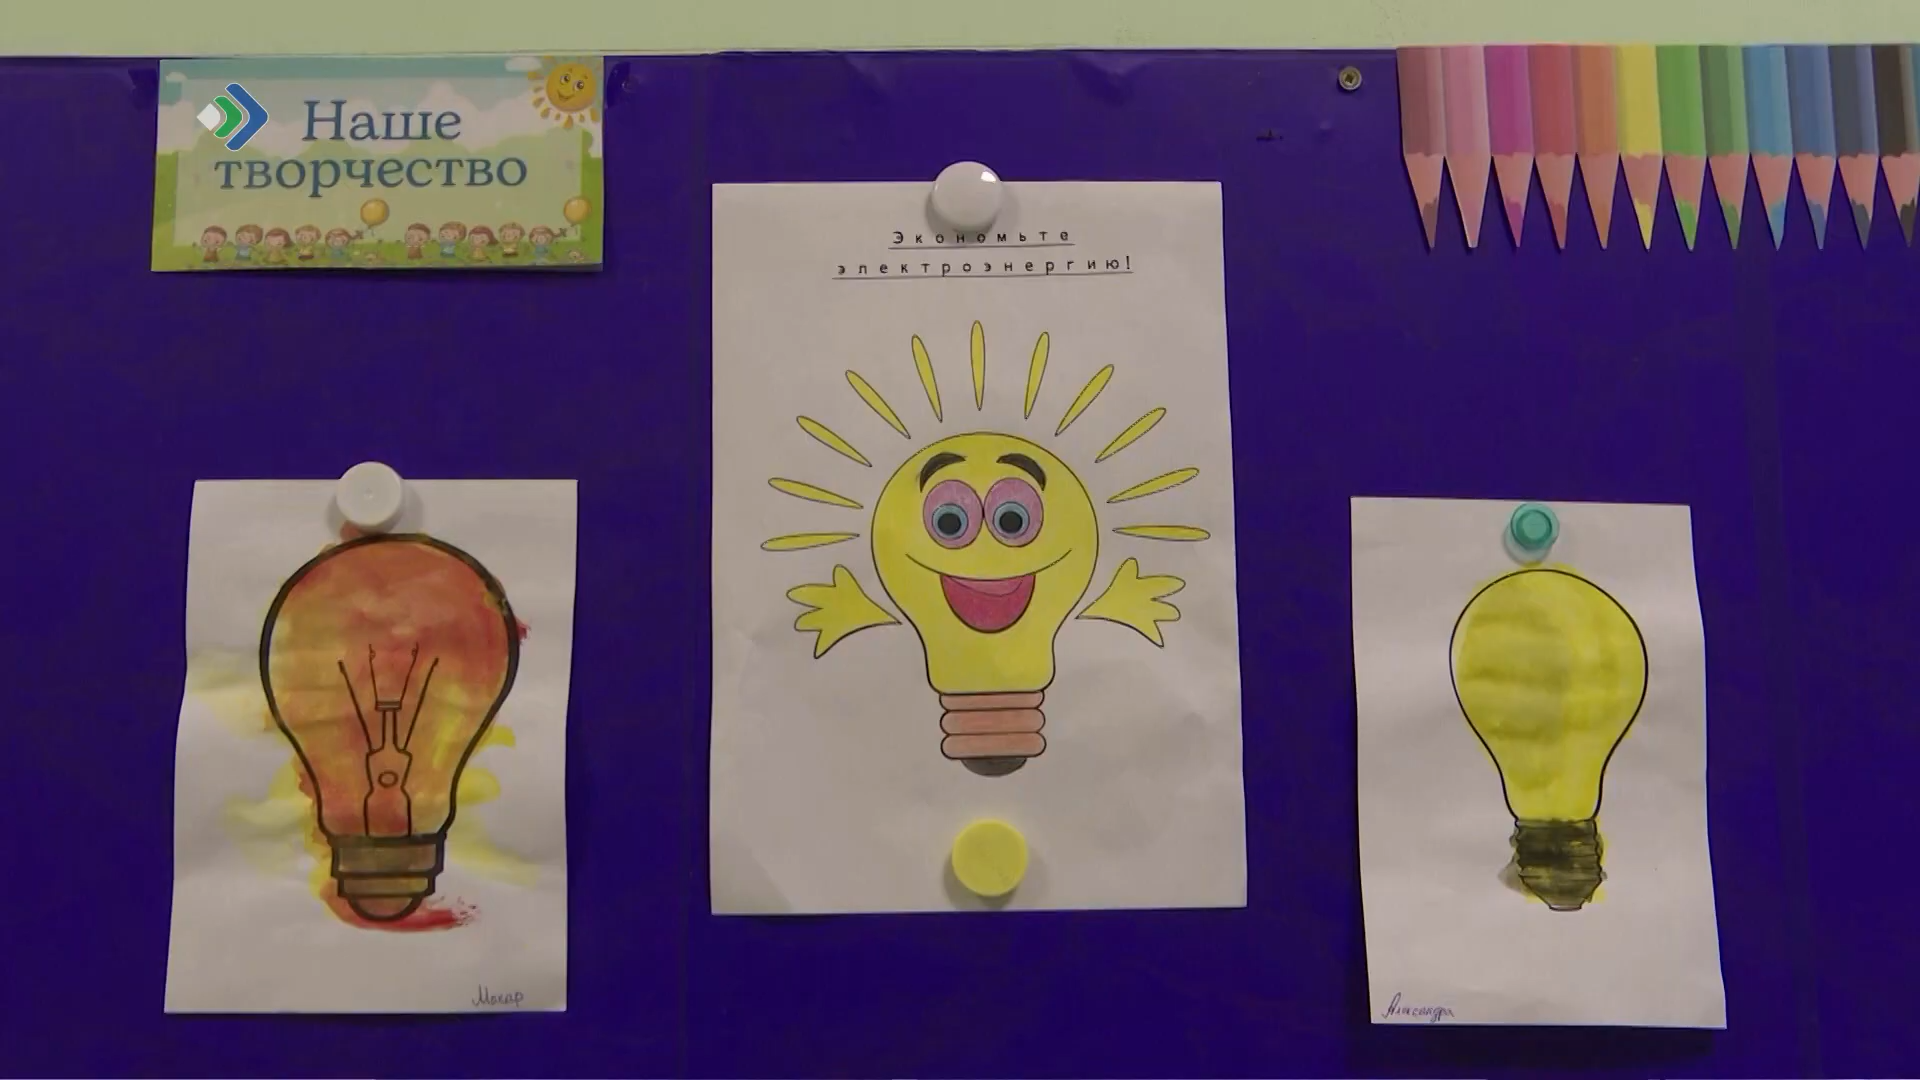 Наше
творчество
Экономьте
электроэнергию!
Макар
Александра